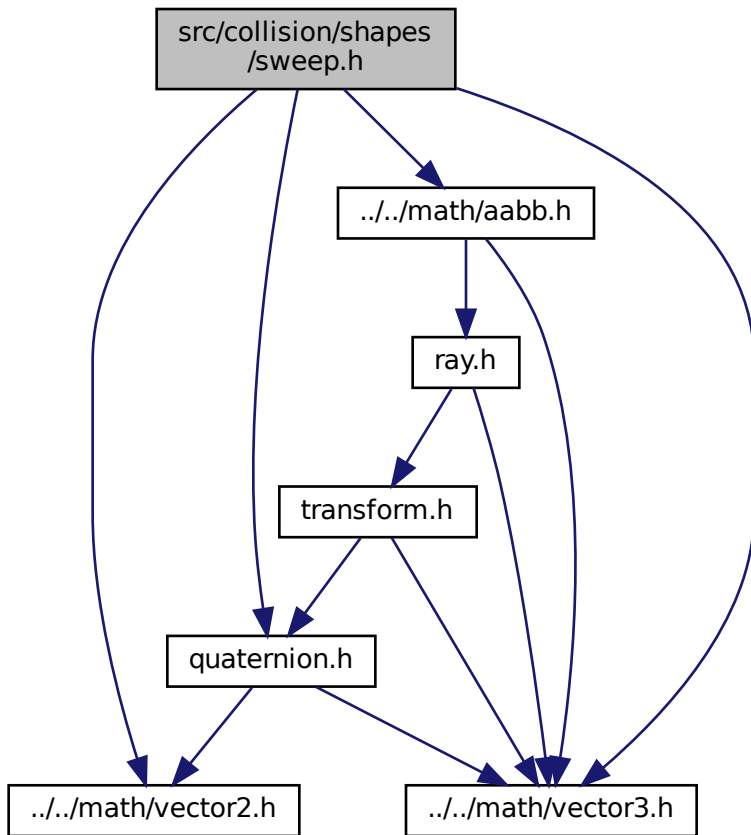 src/collision/shapes
/sweep.h
../../math/aabb.h
ray.h
transform.h
quaternion.h
../../math/vector2.h
../../math/vector3.h